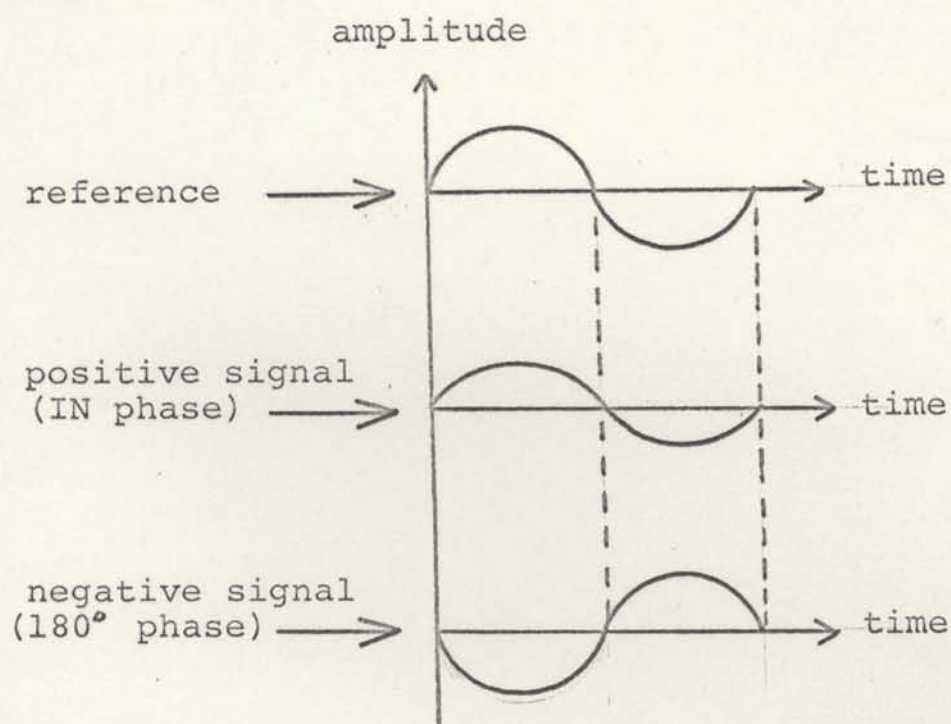 amplitude
reference
time
positive signal
(IN phase)
time
negative signal
(180° phase)
time